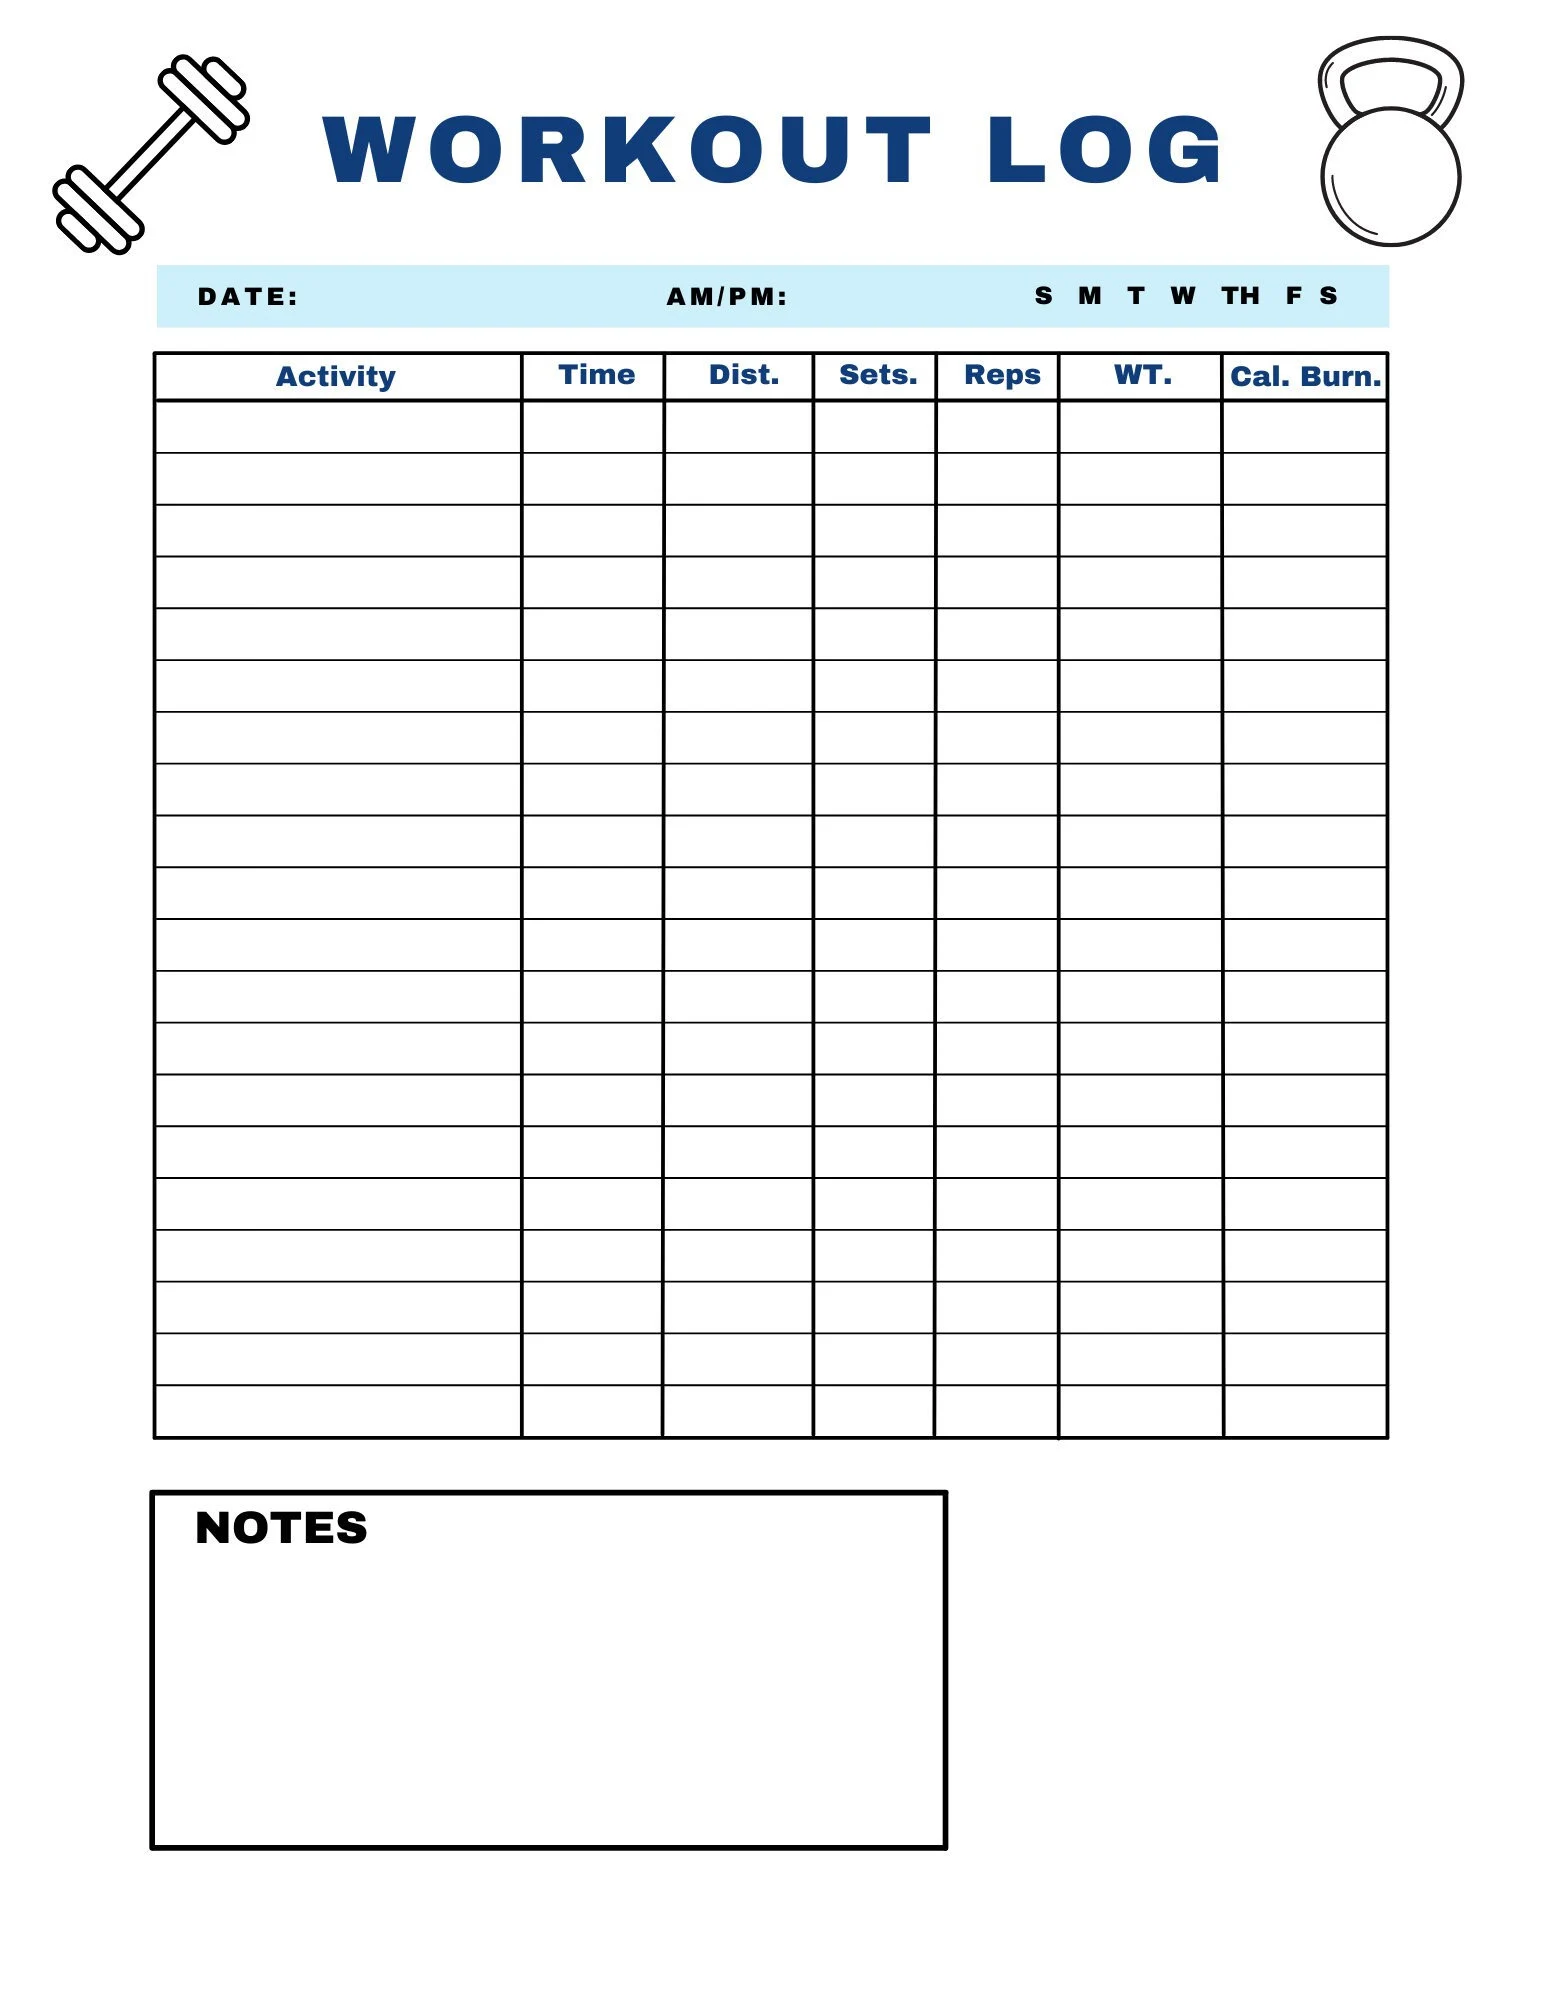 WORKOUT LOG
DATE: AM/PM: S M T W TH F S
Activity Time Dist. Sets. Reps WT. Cal. Burn.
NOTES